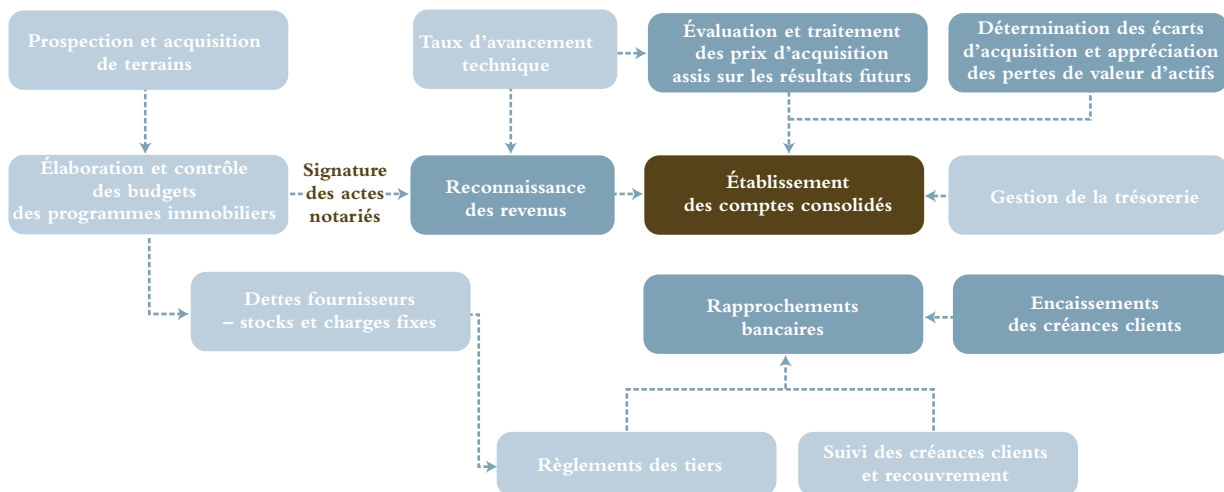 Prospection et acquisition
de terrains
Taux d’avancement
technique
Évaluation et traitement
des prix d’acquisition
assis sur les résultats futurs
Détermination des écarts
d’acquisition et appréciation
des pertes de valeur d’actifs
Élaboration et contrôle
des budgets
des programmes immobiliers
Signature
des actes
notariés
Reconnaissance
des revenus
Établissement
des comptes consolidés
Gestion de la trésorerie
Dettes fournisseurs
– stocks et charges fixes
Rapprochements
bancaires
Encaissements
des créances clients
Règlements des tiers
Suivi des créances clients
et recouvrement